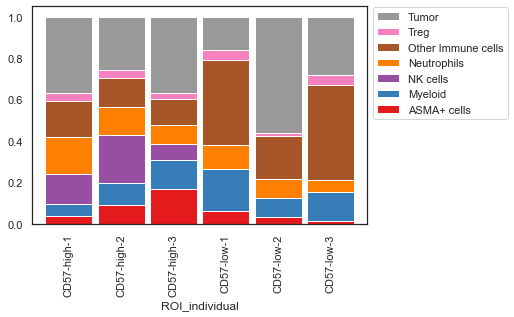 1.0
0.8
0.6
0.4
0.2
0.0
CD57-high-1
CD57-high-2
CD57-high-3
CD57-low-1
CD57-low-2
CD57-low-3
ROI_individual
Tumor
Treg
Other Immune cells
Neutrophils
NK cells
Myeloid
ASMA+ cells